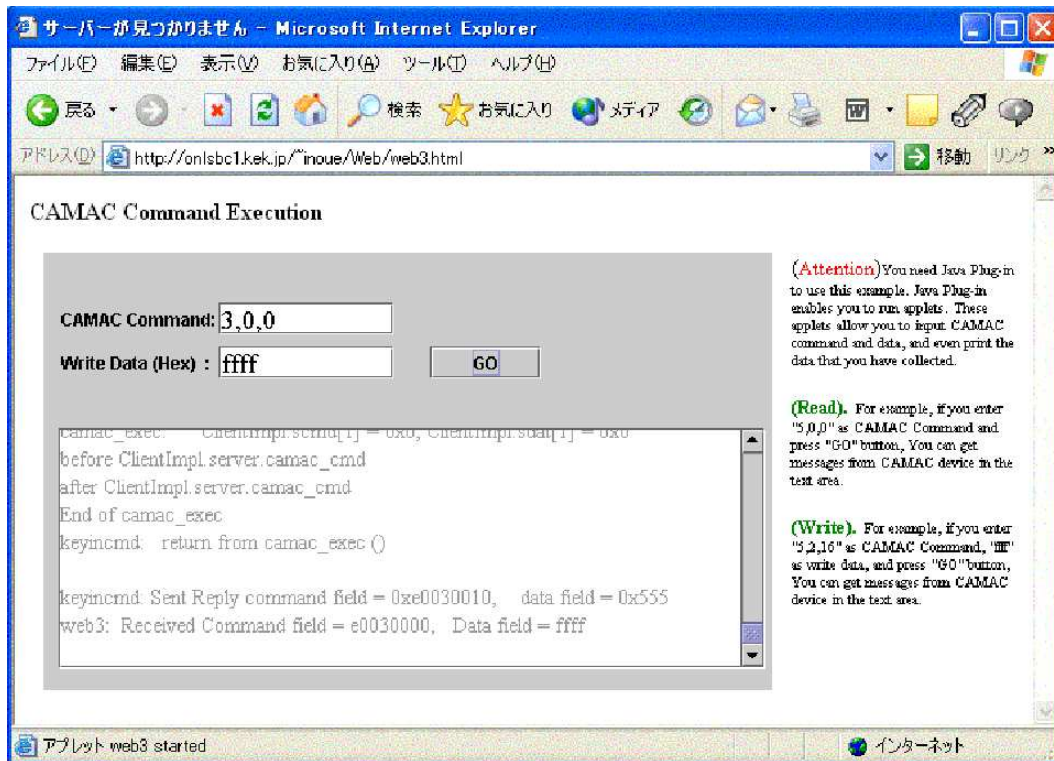 サーバーが見つかりません - Microsoft Internet Explorer
ファイル(F) 編集(E) 表示(V) お気に入り(A) ツール(T) ヘルプ(H)
戻る 検索 お気に入り メディア
アドレス(D) http://onlsbc1.kek.jp/~inoue/Web/web3.html 移動 リンク »
CAMAC Command Execution
CAMAC Command: 3,0,0
Write Data (Hex) : ffff
GO
camac_exec: ClientImpl.scmd[1] = 0x0, ClientImpl.sdat[1] = 0x0
before ClientImpl.server.camac_cmd
after ClientImpl.server.camac_cmd
End of camac_exec
keyincmd: return from camac_exec ()
keyincmd: Sent Reply command field = 0xe0030010, data field = 0x555
web3: Received Command field = e0030000, Data field = ffff
(Attention)You need Java Plug-in
to use this example. Java Plug-in
enables you to run applets. These
applets allow you to input CAMAC
command and data, and even print the
data that you have collected.
(Read). For example, if you enter
"5,0,0" as CAMAC Command and
press "GO" button, You can get
messages from CAMAC device in the
text area.
(Write). For example, if you enter
"5,2,16" as CAMAC Command, "fff"
as write data, and press "GO" button,
You can get messages from CAMAC
device in the text area.
アプレット web3 started インターネット